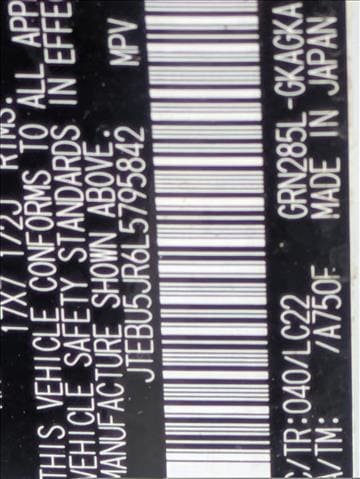 17X7 1/2J RIMS.
THIS VEHICLE CONFORMS TO ALL APP
VEHICLE SAFETY STANDARDS IN EFFEC
MANUFACTURE SHOWN ABOVE.
JTEBU5JR6L5795842 MPV
C/TR:040/LC22 GRN285L-GKAGKA
A/TM: /A750F MADE IN JAPAN